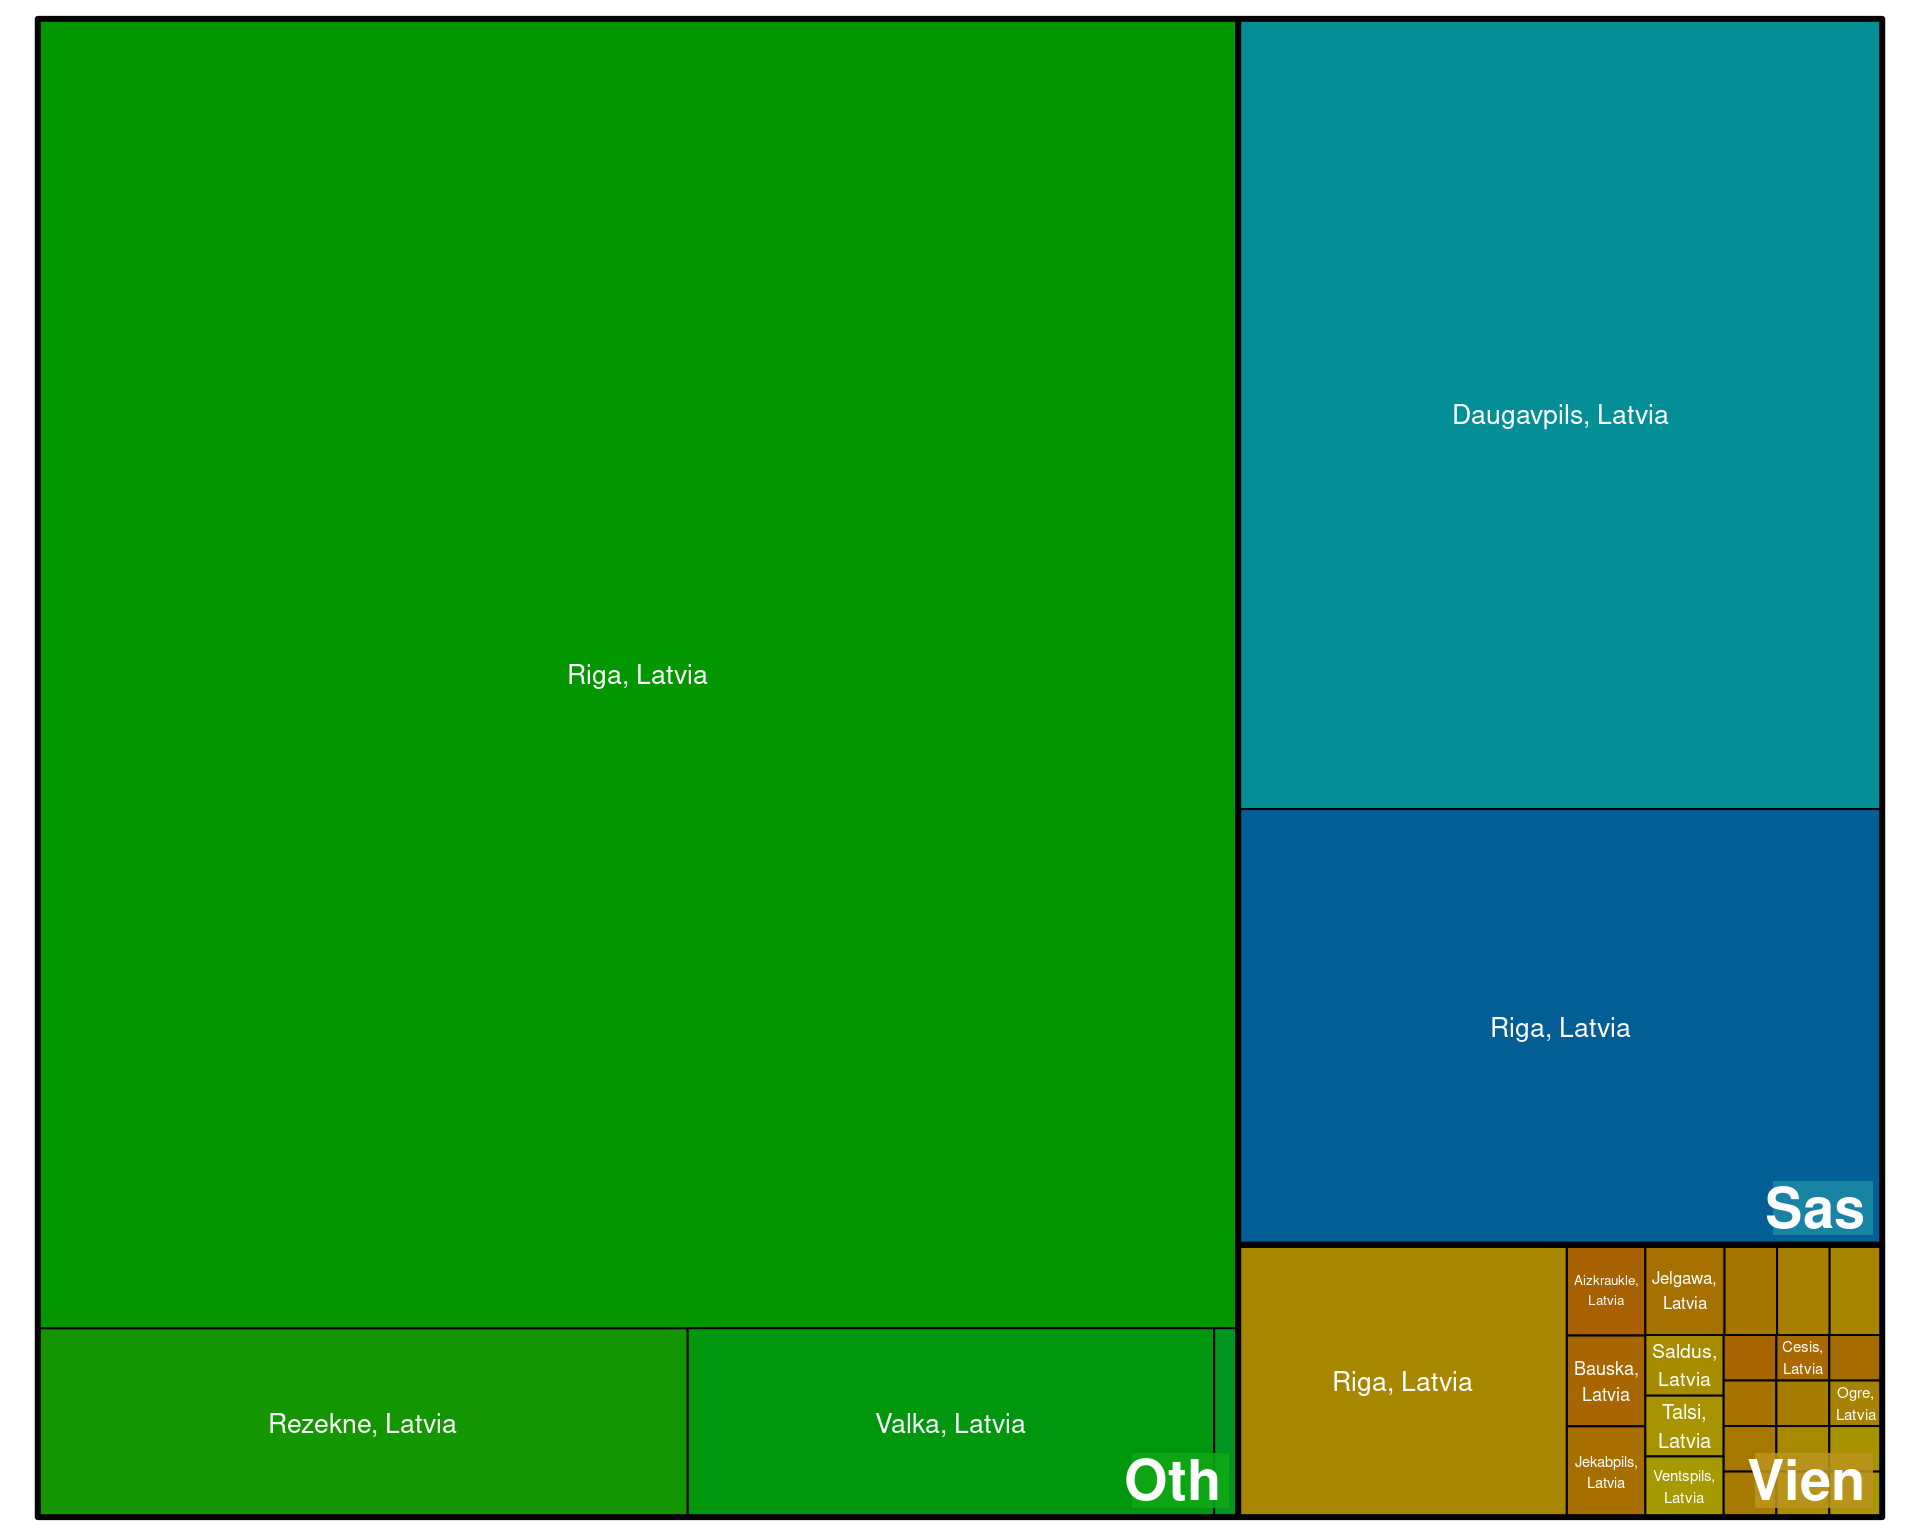 Riga, Latvia
Rezekne, Latvia
Valka, Latvia
Oth
Daugavpils, Latvia
Riga, Latvia
Sas
Riga, Latvia
Aizkraukle,
Latvia
Bauska,
Latvia
Jekabpils,
Latvia
Jelgawa,
Latvia
Saldus,
Latvia
Talsi,
Latvia
Ventspils,
Latvia
Cesis,
Latvia
Ogre,
Latvia
Vien